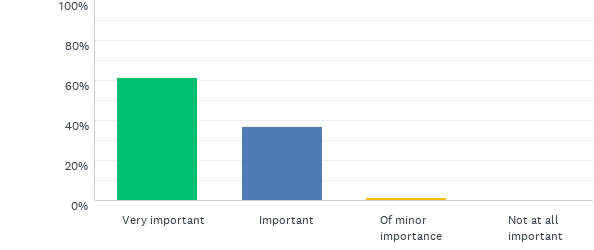 100%
80%
60%
40%
20%
0%
Very important
Important
Of minor
importance
Not at all
important